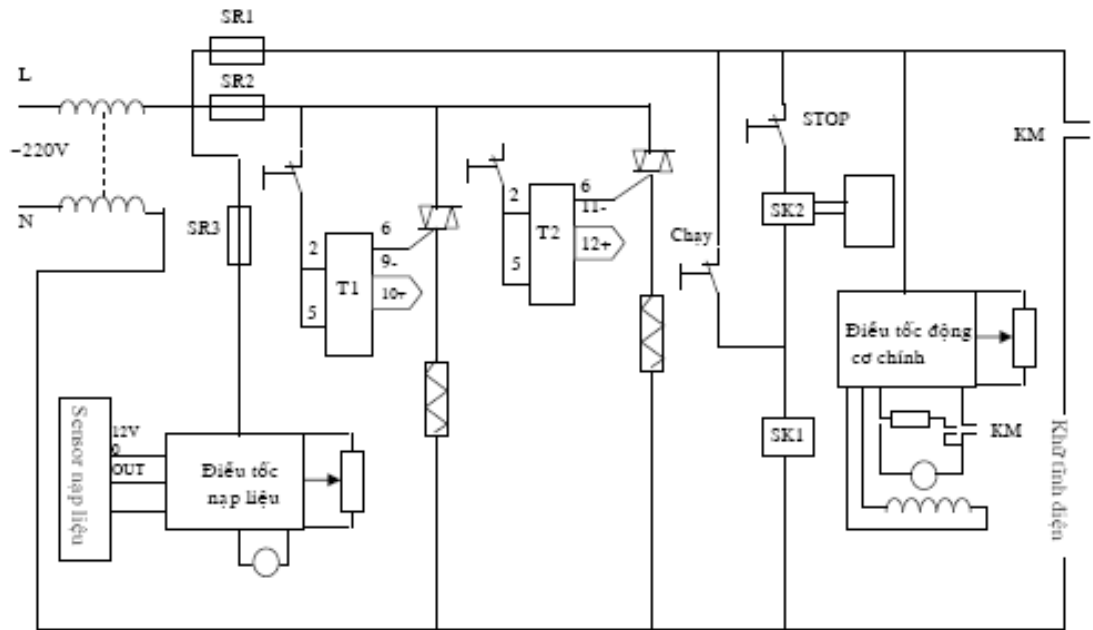 SR1
L
SR2
~220V
N
SR3
STOP
KM
SK2
Chạy
2
6
11-
T2
12+
5
2
6
9-
T1
10+
5
Điều tốc động
cơ chính
KM
SK1
Khử tĩnh điện
Sensor nạp liệu
12V
0
OUT
Điều tốc
nạp liệu